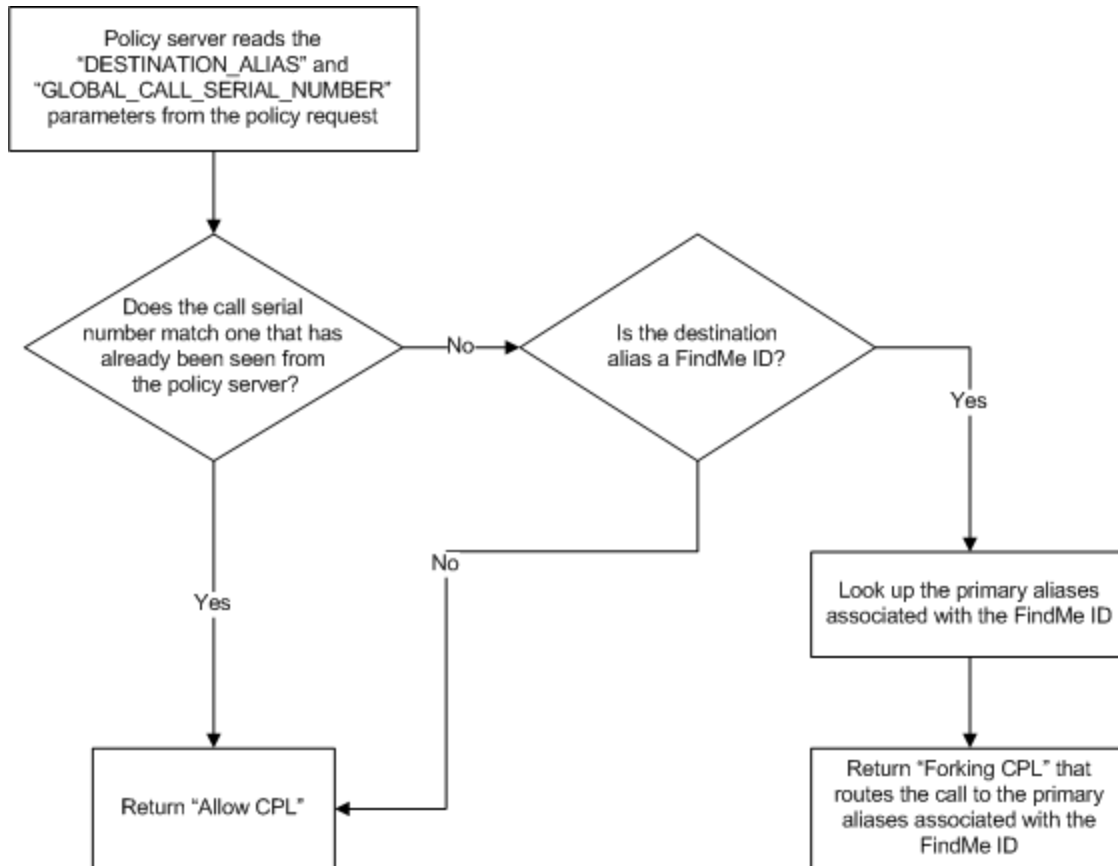 Policy server reads the
“DESTINATION_ALIAS” and
“GLOBAL_CALL_SERIAL_NUMBER”
parameters from the policy request
Does the call serial
number match one that has
already been seen from
the policy server?
No
Is the destination
alias a FindMe ID?
Yes
No
Yes
Look up the primary aliases
associated with the FindMe ID
Return “Allow CPL”
Return “Forking CPL” that
routes the call to the primary
aliases associated with the
FindMe ID